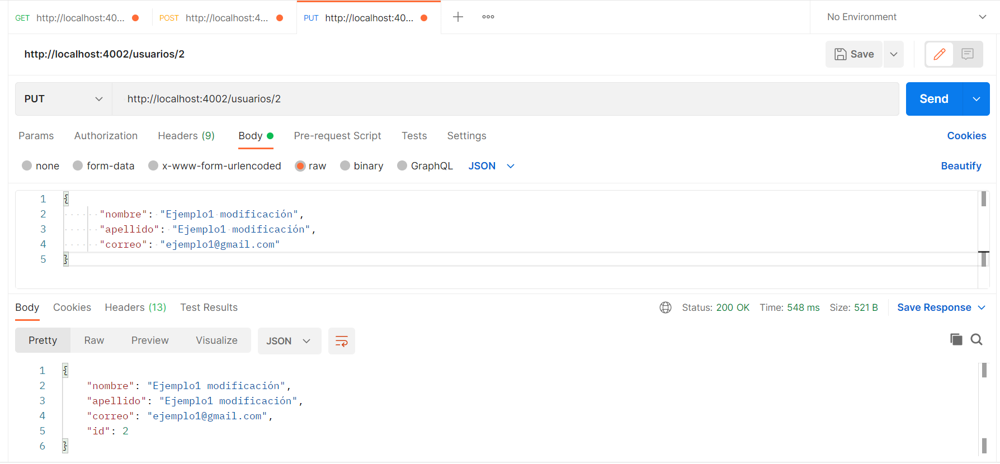 GET http://localhost:40... POST http://localhost:4... PUT http://localhost:40... No Environment
http://localhost:4002/usuarios/2 Save
PUT http://localhost:4002/usuarios/2 Send
Params Authorization Headers (9) Body Pre-request Script Tests Settings Cookies
none form-data x-www-form-urlencoded raw binary GraphQL JSON Beautify
1 {
2 "nombre": "Ejemplo1 modificación",
3 "apellido": "Ejemplo1 modificación",
4 "correo": "ejemplo1@gmail.com"
5 }
Body Cookies Headers (13) Test Results Status: 200 OK Time: 548 ms Size: 521 B Save Response
Pretty Raw Preview Visualize JSON
1 {
2 "nombre": "Ejemplo1 modificación",
3 "apellido": "Ejemplo1 modificación",
4 "correo": "ejemplo1@gmail.com",
5 "id": 2
6 }